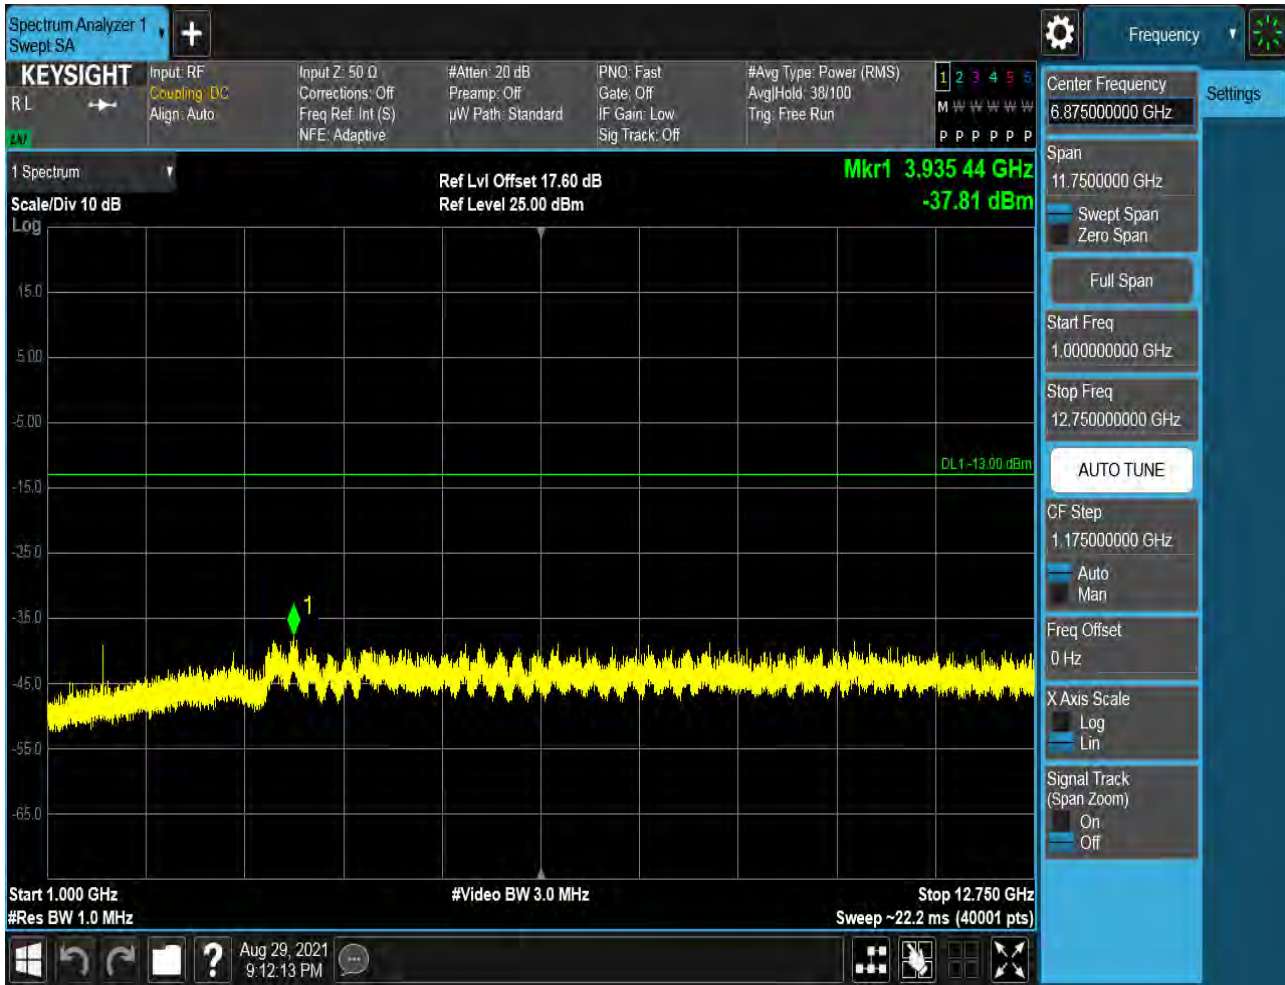 Spectrum Analyzer 1
Swept SA
Frequency
KEYSIGHT
R L
Input: RF
Coupling: DC
Align: Auto
Input Z: 50 Ω
Corrections: Off
Freq Ref: Int (S)
NFE: Adaptive
#Atten: 20 dB
Preamp: Off
µW Path: Standard
PNO: Fast
Gate: Off
IF Gain: Low
Sig Track: Off
#Avg Type: Power (RMS)
Avg|Hold: 38/100
Trig: Free Run
1 2 3 4 5 6
M W W W W W
P P P P P P
1 Spectrum
Scale/Div 10 dB
Log
Ref Lvl Offset 17.60 dB
Ref Level 25.00 dBm
Mkr1 3.935 44 GHz
-37.81 dBm
15.0
5.00
-5.00
DL1 -13.00 dBm
-15.0
-25.0
-35.0
1
-45.0
-55.0
-65.0
Start 1.000 GHz
#Video BW 3.0 MHz
Stop 12.750 GHz
#Res BW 1.0 MHz
Sweep ~22.2 ms (40001 pts)
Aug 29, 2021
9:12:13 PM
Center Frequency
6.875000000 GHz
Settings
Span
11.7500000 GHz
Swept Span
Zero Span
Full Span
Start Freq
1.000000000 GHz
Stop Freq
12.750000000 GHz
AUTO TUNE
CF Step
1.175000000 GHz
Auto
Man
Freq Offset
0 Hz
X Axis Scale
Log
Lin
Signal Track
(Span Zoom)
On
Off